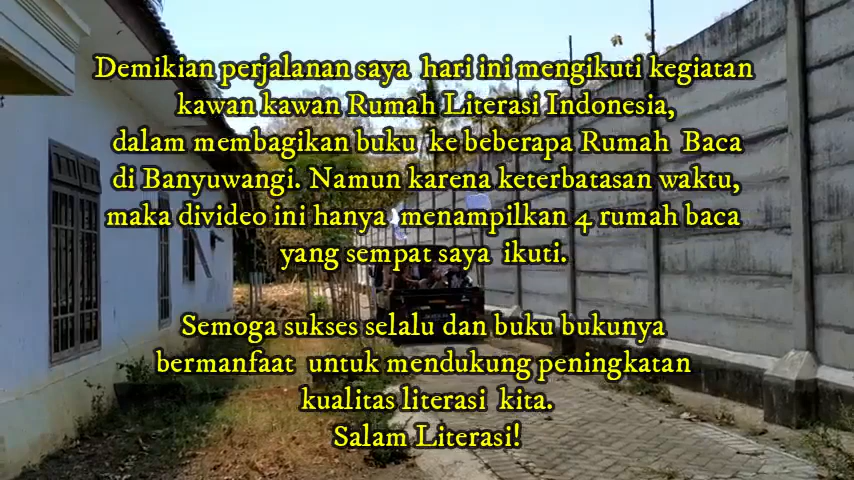 Demikian perjalanan saya hari ini mengikuti kegiatan
kawan kawan Rumah Literasi Indonesia,
dalam membagikan buku ke beberapa Rumah Baca
di Banyuwangi. Namun karena keterbatasan waktu,
maka divideo ini hanya menampilkan 4 rumah baca
yang sempat saya ikuti.
Semoga sukses selalu dan buku bukunya
bermanfaat untuk mendukung peningkatan
kualitas literasi kita.
Salam Literasi!